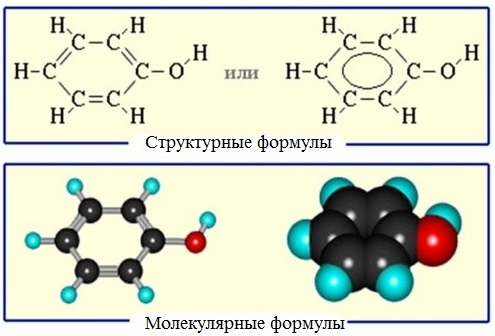 H H
C C H
H-C C-O или
C C
H H
H H
C C H
H-C C-O
C C
H H
Структурные формулы
Молекулярные формулы